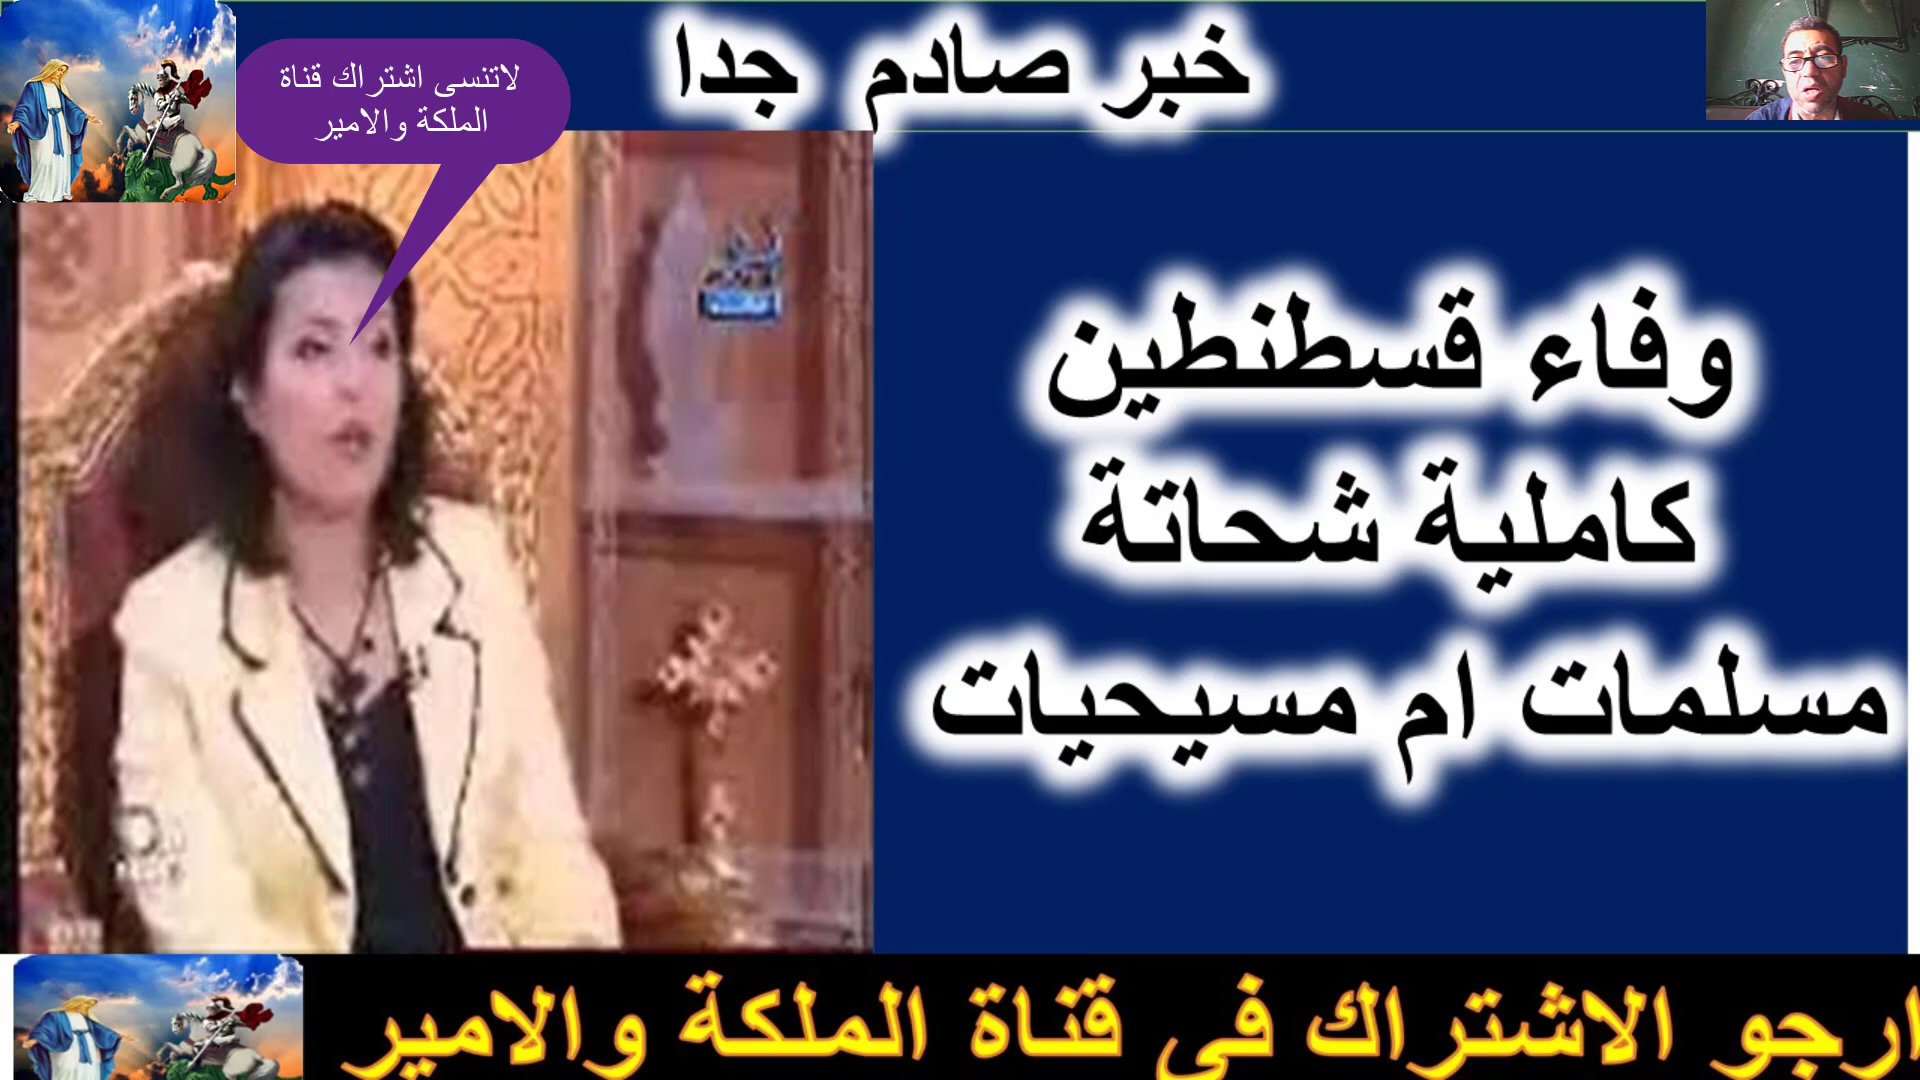 خبر صادم جدا
لاتنسى اشتراك قناة
الملكة والامير
وفاء قسطنطين
كاملية شحاتة
مسلمات ام مسيحيات
ارجو الاشتراك فى قناة الملكة والامير